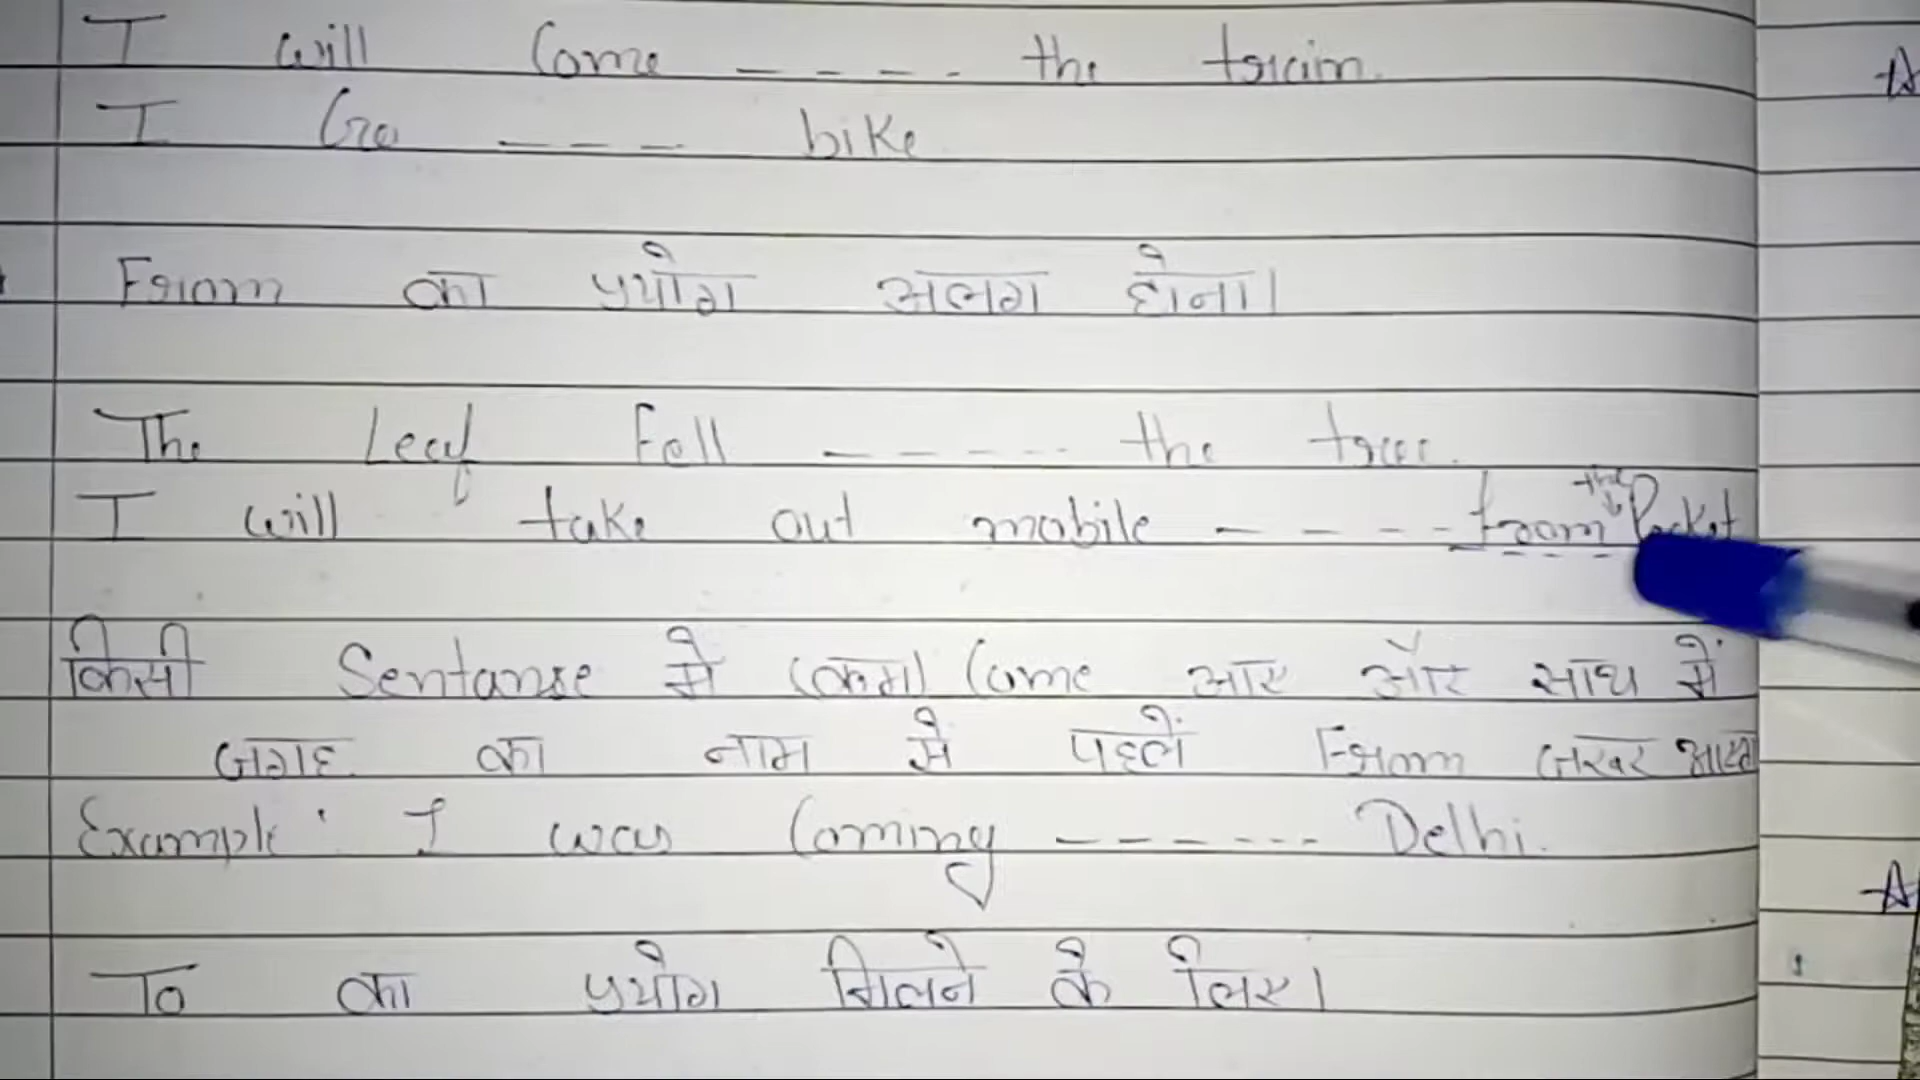 I will Come - - - - the train.
I Go - - - bike
From का प्रयोग अलग होना।
The Leaf Fell - - - - - the tree.
I will take out mobile - - - - from the Pocket
किसी Sentanse मे (कम) Come आए और साथ में
जगह का नाम से पहलें From जरूर आएगा
Example: I was Coming - - - - - - Delhi.
To का प्रयोग मिलने के लिए।